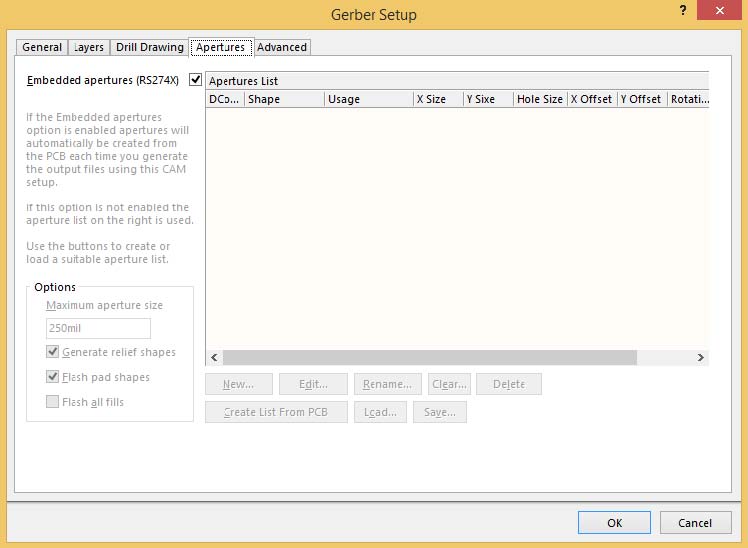 Gerber Setup
?
×
General Layers Drill Drawing Apertures Advanced
Embedded apertures (RS274X)
If the Embedded apertures
option is enabled apertures will
automatically be created from
the PCB each time you generate
the output files using this CAM
setup.
If this option is not enabled the
aperture list on the right is used.
Use the buttons to create or
load a suitable aperture list.
Options
Maximum aperture size
250mil
Generate relief shapes
Flash pad shapes
Flash all fills
Apertures List
DCo... Shape Usage X Size Y Sixe Hole Size X Offset Y Offset Rotati...
New... Edit... Rename... Clear... Delete
Create List From PCB Load... Save...
OK Cancel